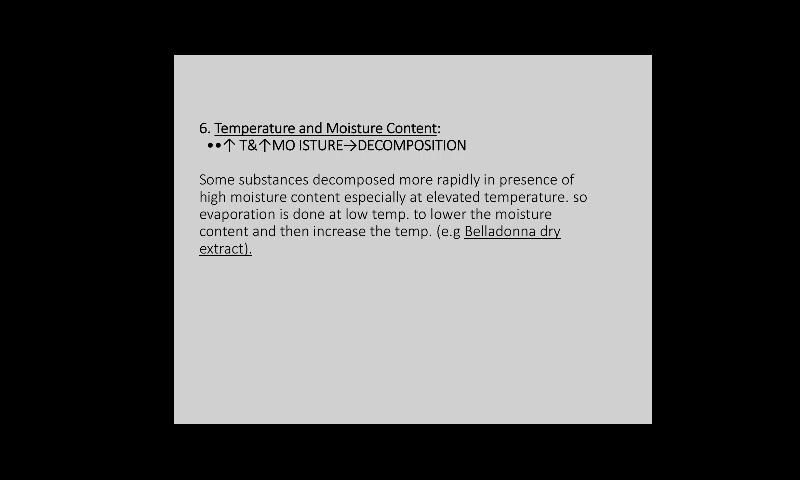 6. Temperature and Moisture Content:
••↑ T&↑MO ISTURE→DECOMPOSITION
Some substances decomposed more rapidly in presence of
high moisture content especially at elevated temperature. so
evaporation is done at low temp. to lower the moisture
content and then increase the temp. (e.g Belladonna dry
extract).